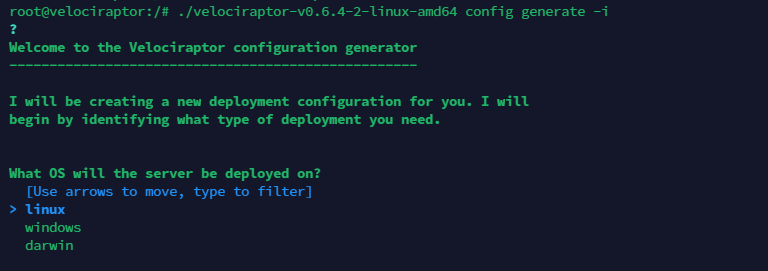 root@velociraptor:/# ./velociraptor-v0.6.4-2-linux-amd64 config generate -i
?
Welcome to the Velociraptor configuration generator
---------------------------------------------------
I will be creating a new deployment configuration for you. I will
begin by identifying what type of deployment you need.
What OS will the server be deployed on?
[Use arrows to move, type to filter]
> linux
windows
darwin